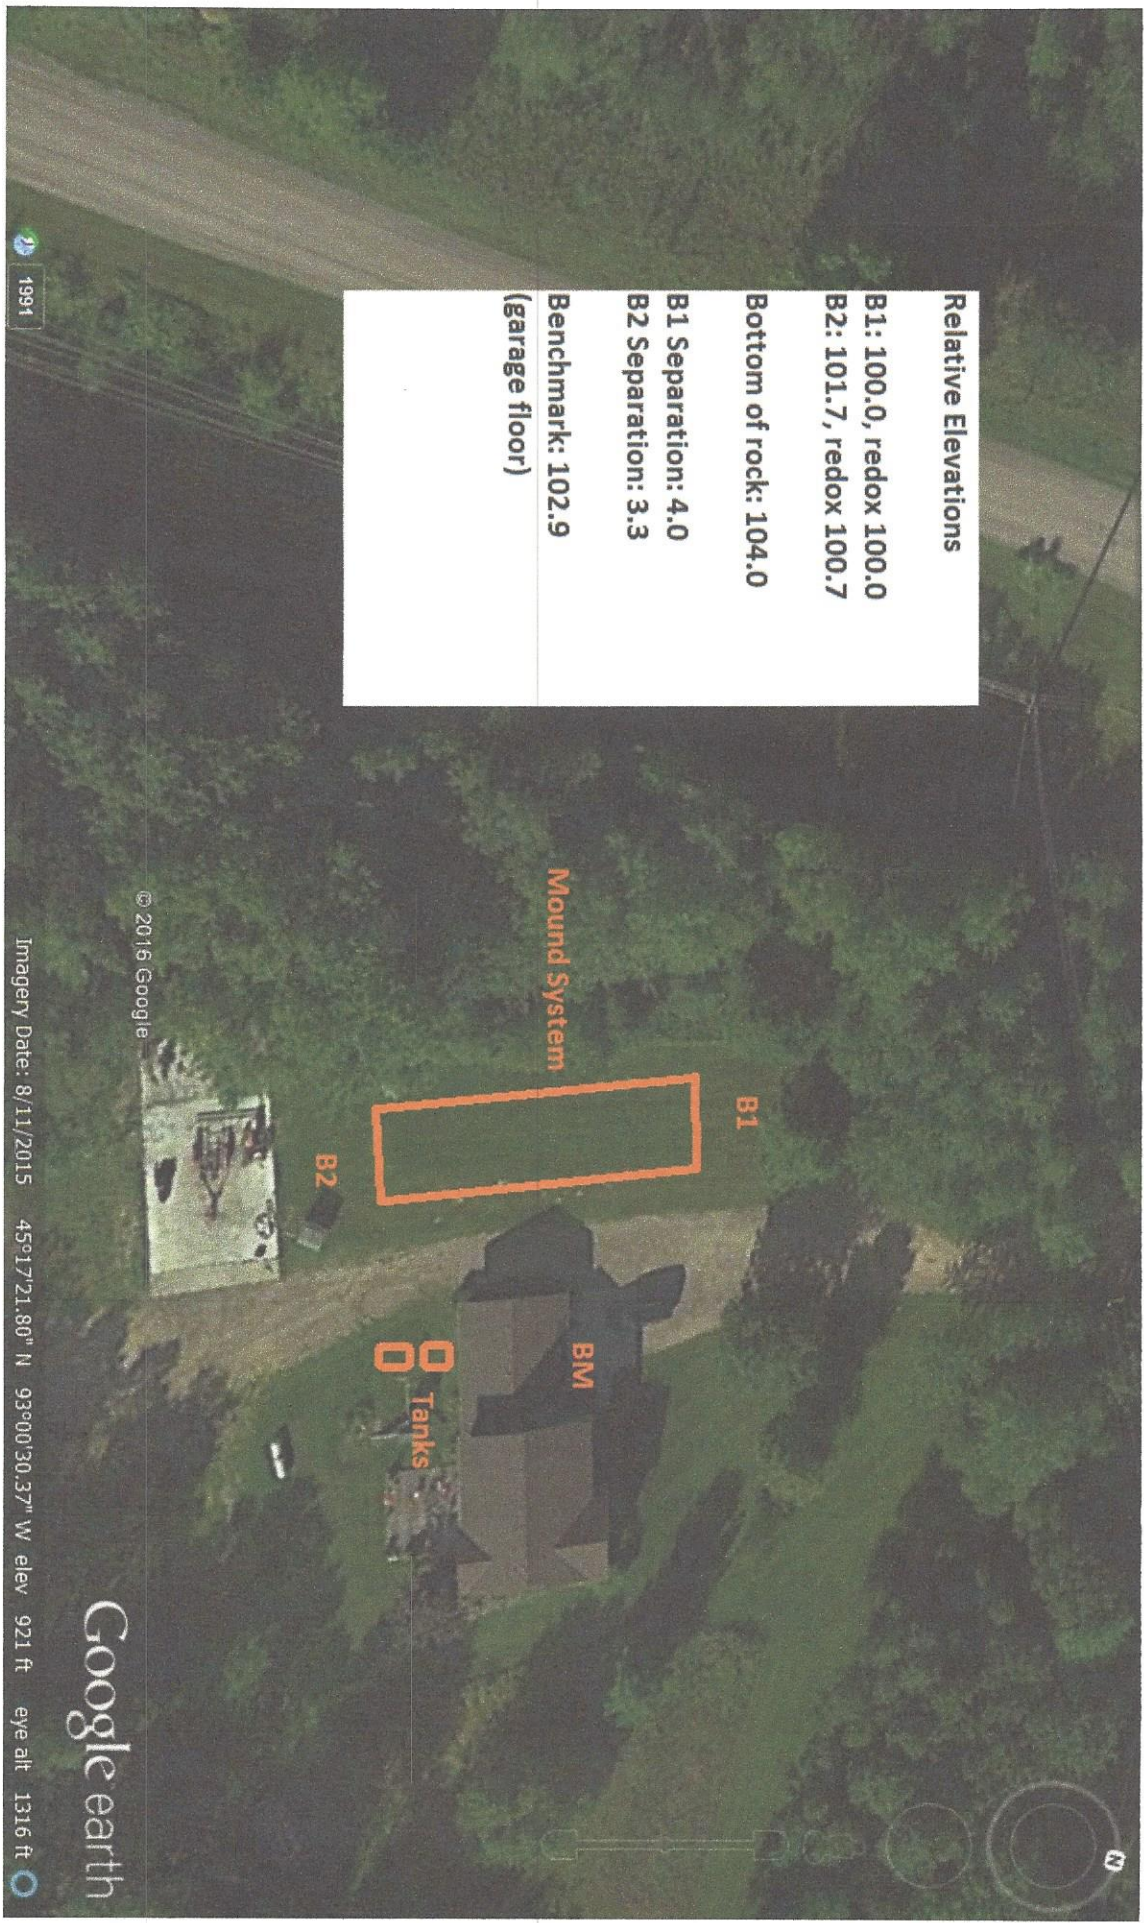 Relative Elevations
B1: 100.0, redox 100.0
B2: 101.7, redox 100.7
Bottom of rock: 104.0
B1 Separation: 4.0
B2 Separation: 3.3
Benchmark: 102.9
(garage floor)
B1
Mound System
B2
BM
Tanks
N
© 2016 Google
Google earth
1991
Imagery Date: 8/11/2015 45°17'21.80" N 93°00'30.37" W elev 921 ft eye alt 1316 ft